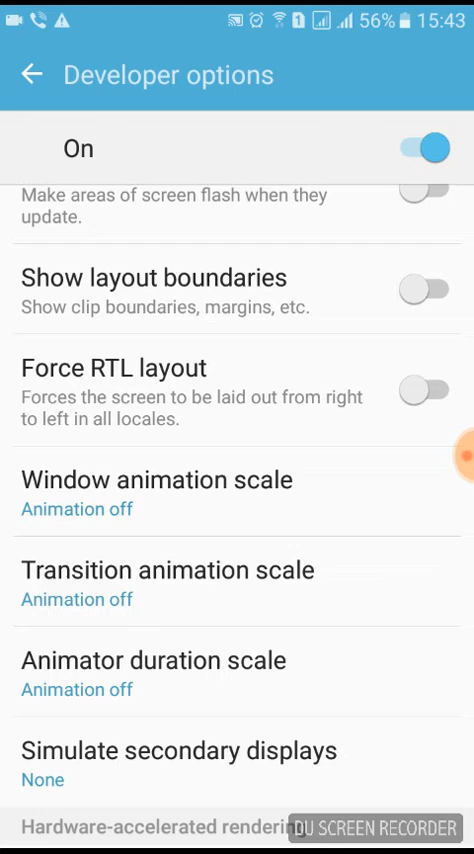 56% 15:43
Developer options
On
Make areas of screen flash when they
update.
Show layout boundaries
Show clip boundaries, margins, etc.
Force RTL layout
Forces the screen to be laid out from right
to left in all locales.
Window animation scale
Animation off
Transition animation scale
Animation off
Animator duration scale
Animation off
Simulate secondary displays
None
Hardware-accelerated rendering
DU SCREEN RECORDER